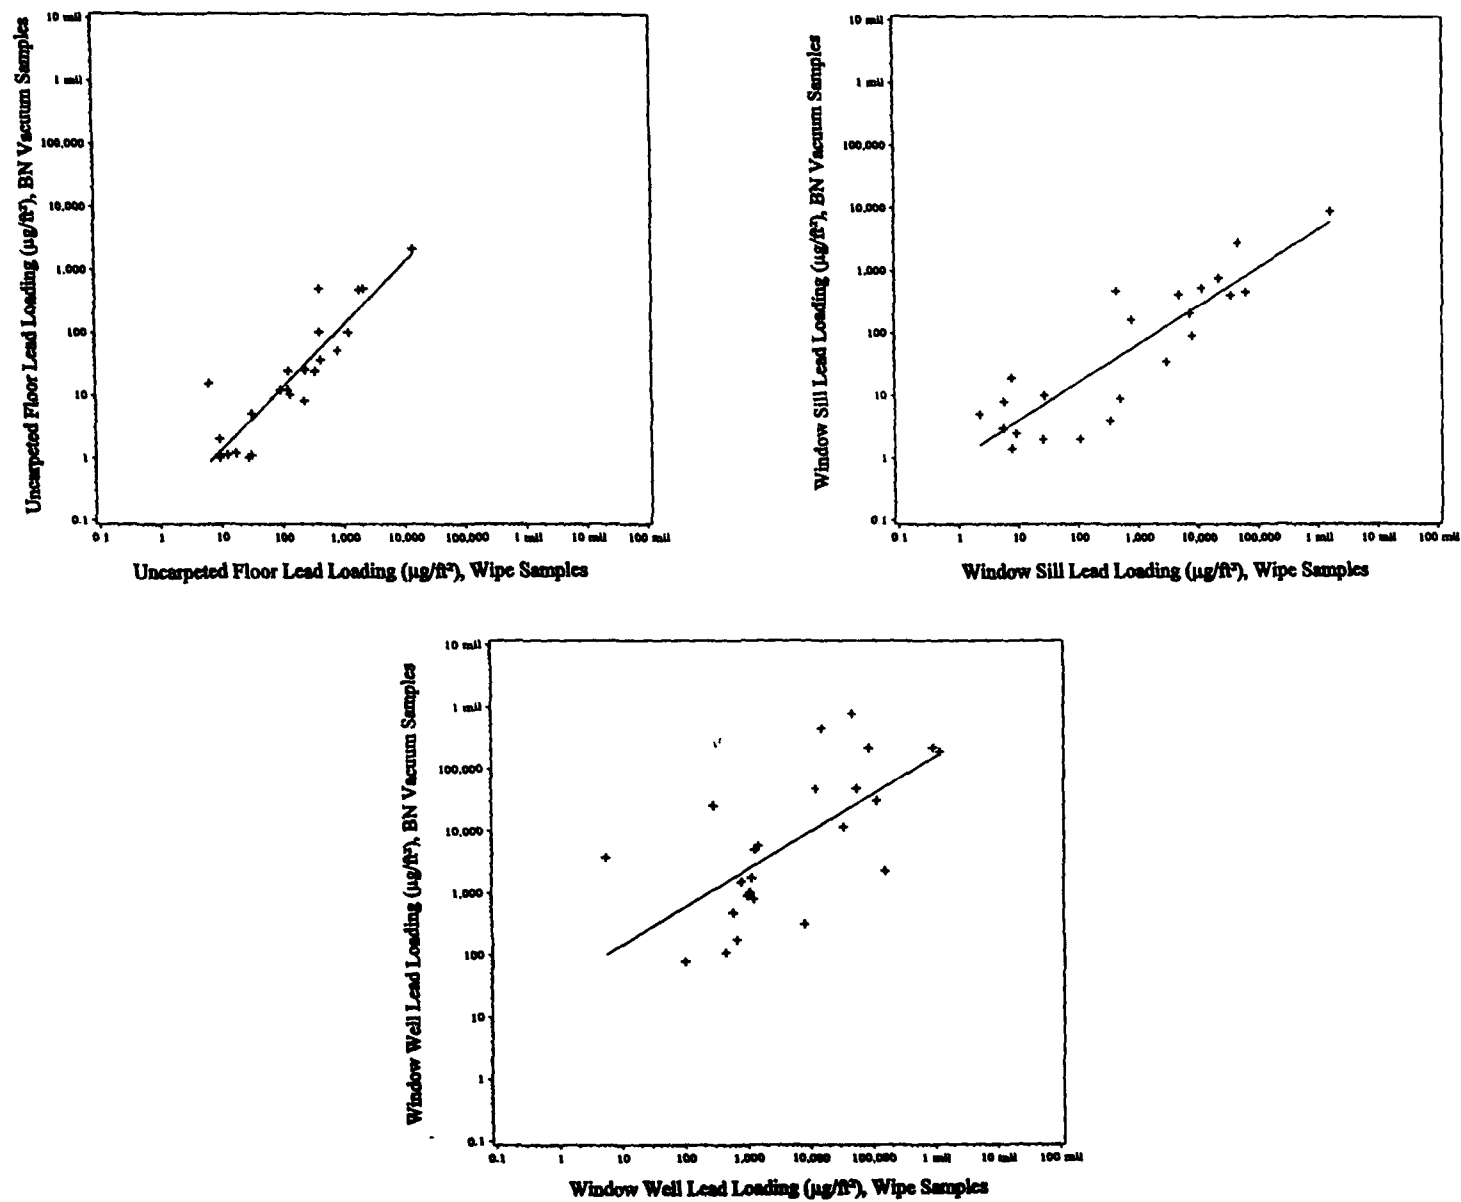 10 mil
1 mil
100,000
10,000
1,000
100
10
1
0.1
Uncarpeted Floor Lead Loading (μg/ft²), BN Vacuum Samples
0.1 1 10 100 1,000 10,000 100,000 1 mil 10 mil 100 mil
Uncarpeted Floor Lead Loading (μg/ft²), Wipe Samples
10 mil
1 mil
100,000
10,000
1,000
100
10
1
0.1
Window Sill Lead Loading (μg/ft²), BN Vacuum Samples
0.1 1 10 100 1,000 10,000 100,000 1 mil 10 mil 100 mil
Window Sill Lead Loading (μg/ft²), Wipe Samples
10 mil
1 mil
100,000
10,000
1,000
100
10
1
0.1
Window Well Lead Loading (μg/ft²), BN Vacuum Samples
0.1 1 10 100 1,000 10,000 100,000 1 mil 10 mil 100 mil
Window Well Lead Loading (μg/ft²), Wipe Samples